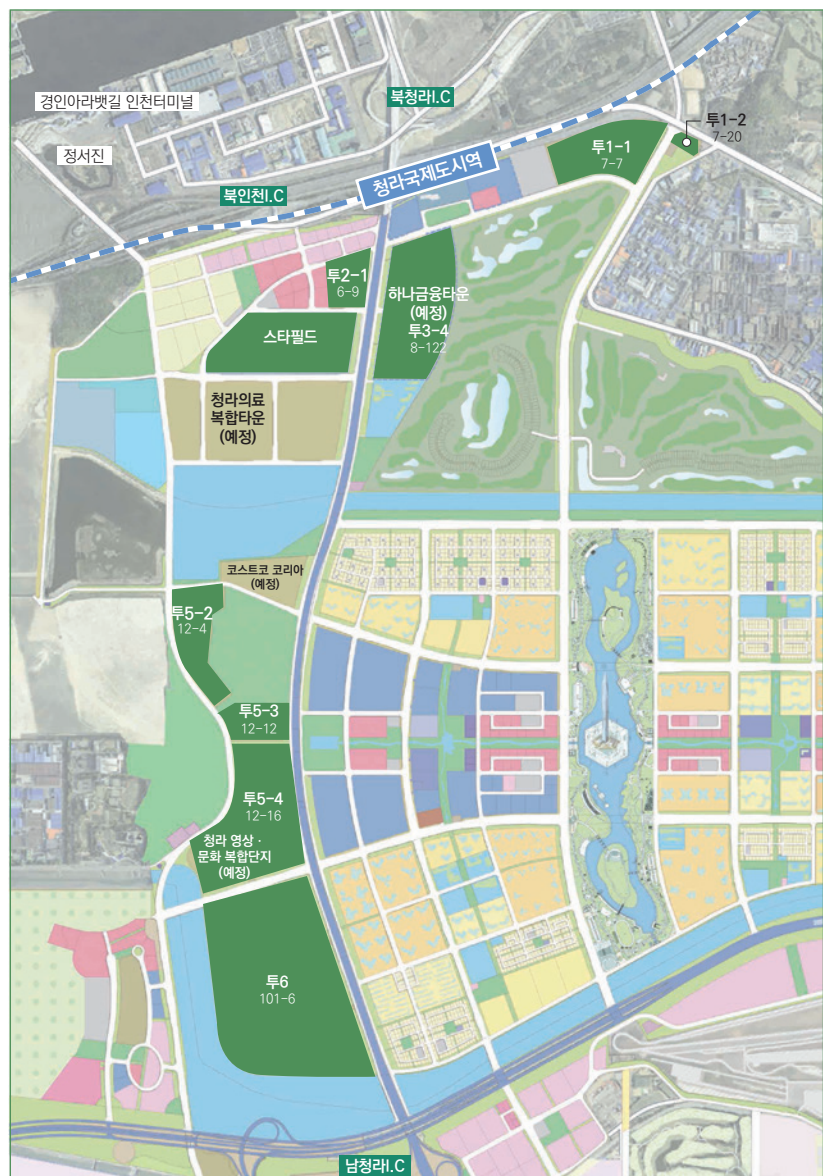 북청라I.C
경인아라뱃길 인천터미널
투1-2
7-20
정서진
투1-1
7-7
청라국제도시역
북인천I.C
투2-1
6-9
하나금융타운
(예정)
투3-4
8-122
스타필드
청라의료
복합타운
(예정)
코스트코 코리아
(예정)
투5-2
12-4
투5-3
12-12
투5-4
12-16
청라 영상·
문화 복합단지
(예정)
투6
101-6
남청라I.C